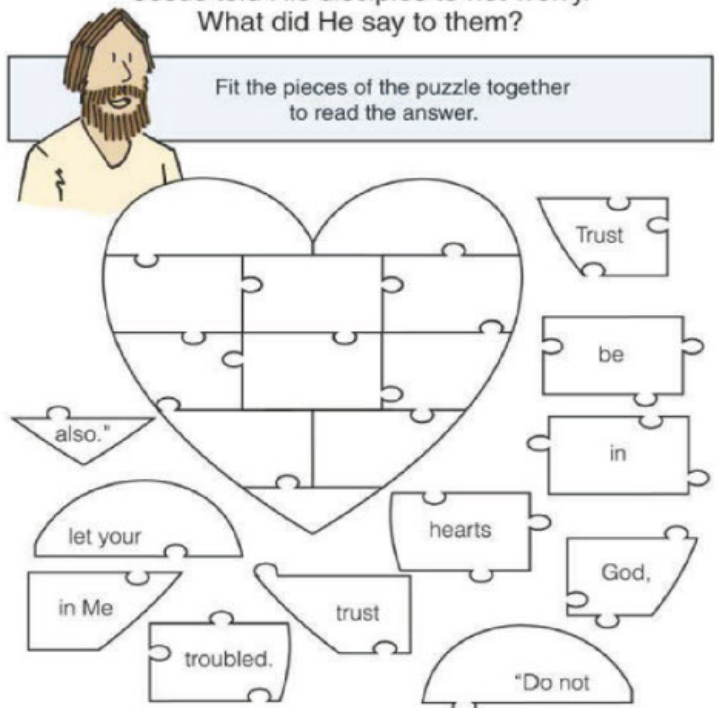 What did He say to them?
Fit the pieces of the puzzle together
to read the answer.
Trust
be
in
also."
let your
hearts
God,
in Me
trust
troubled.
"Do not